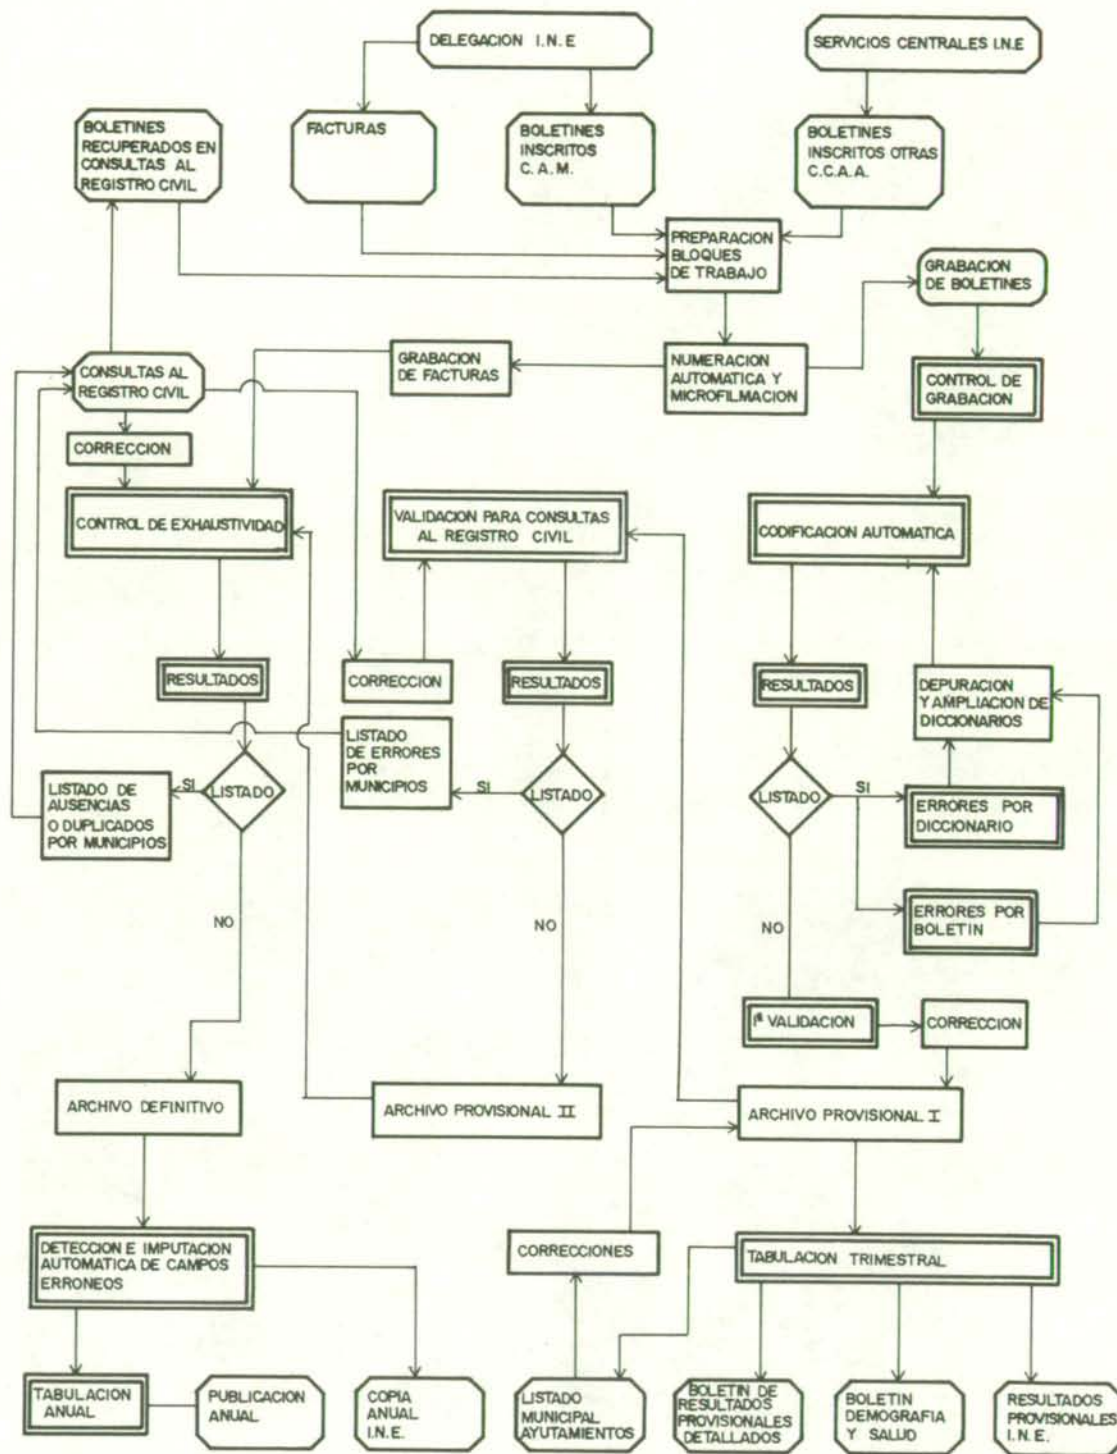 DELEGACION I.N.E
SERVICIOS CENTRALES I.N.E
BOLETINES
RECUPERADOS EN
CONSULTAS AL
REGISTRO CIVIL
FACTURAS
BOLETINES
INSCRITOS
C.A.M.
BOLETINES
INSCRITOS OTRAS
C.C.A.A.
PREPARACION
BLOQUES
DE TRABAJO
GRABACION
DE BOLETINES
CONSULTAS AL
REGISTRO CIVIL
GRABACION
DE FACTURAS
NUMERACION
AUTOMATICA Y
MICROFILMACION
CONTROL DE
GRABACION
CORRECCION
CONTROL DE EXHAUSTIVIDAD
VALIDACION PARA CONSULTAS
AL REGISTRO CIVIL
CODIFICACION AUTOMATICA
RESULTADOS
CORRECCION
RESULTADOS
RESULTADOS
DEPURACION
Y AMPLIACION DE
DICCIONARIOS
LISTADO
DE ERRORES
POR
MUNICIPIOS
LISTADO DE
AUSENCIAS
O DUPLICADOS
POR MUNICIPIOS
SI
LISTADO
SI
LISTADO
LISTADO
SI
ERRORES POR
DICCIONARIO
NO
NO
NO
ERRORES POR
BOLETIN
1ª VALIDACION
CORRECCION
ARCHIVO DEFINITIVO
ARCHIVO PROVISIONAL II
ARCHIVO PROVISIONAL I
DETECCION E IMPUTACION
AUTOMATICA DE CAMPOS
ERRONEOS
CORRECCIONES
TABULACION TRIMESTRAL
TABULACION
ANUAL
PUBLICACION
ANUAL
COPIA
ANUAL
I.N.E.
LISTADO
MUNICIPAL
AYUTAMIENTOS
BOLETIN DE
RESULTADOS
PROVISIONALES
DETALLADOS
BOLETIN
DEMOGRAFIA
Y SALUD
RESULTADOS
PROVISIONALES
I.N.E.